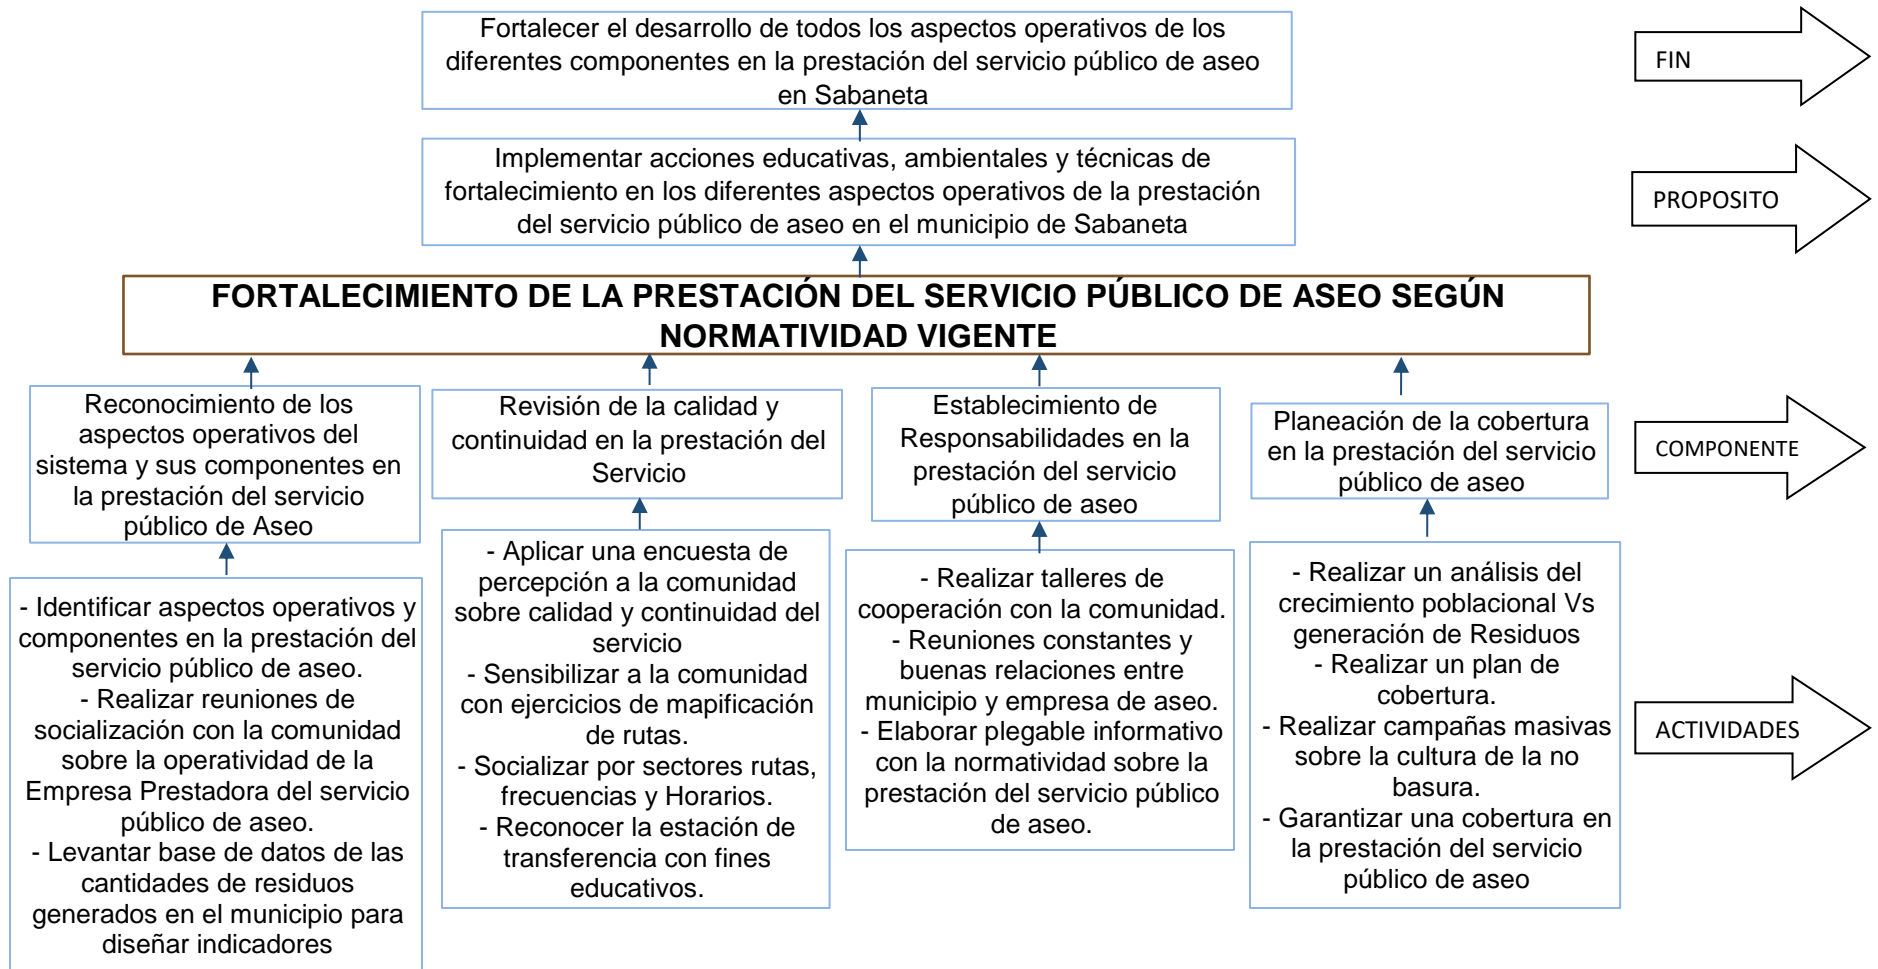 Fortalecer el desarrollo de todos los aspectos operativos de los
diferentes componentes en la prestación del servicio público de aseo
en Sabaneta
FIN
Implementar acciones educativas, ambientales y técnicas de
fortalecimiento en los diferentes aspectos operativos de la prestación
del servicio público de aseo en el municipio de Sabaneta
PROPOSITO
FORTALECIMIENTO DE LA PRESTACIÓN DEL SERVICIO PÚBLICO DE ASEO SEGÚN
NORMATIVIDAD VIGENTE
Reconocimiento de los
aspectos operativos del
sistema y sus componentes en
la prestación del servicio
público de Aseo
Revisión de la calidad y
continuidad en la prestación del
Servicio
Establecimiento de
Responsabilidades en la
prestación del servicio
público de aseo
Planeación de la cobertura
en la prestación del servicio
público de aseo
COMPONENTE
- Identificar aspectos operativos y
componentes en la prestación del
servicio público de aseo.
- Realizar reuniones de
socialización con la comunidad
sobre la operatividad de la
Empresa Prestadora del servicio
público de aseo.
- Levantar base de datos de las
cantidades de residuos
generados en el municipio para
diseñar indicadores
- Aplicar una encuesta de
percepción a la comunidad
sobre calidad y continuidad del
servicio
- Sensibilizar a la comunidad
con ejercicios de mapificación
de rutas.
- Socializar por sectores rutas,
frecuencias y Horarios.
- Reconocer la estación de
transferencia con fines
educativos.
- Realizar talleres de
cooperación con la comunidad.
- Reuniones constantes y
buenas relaciones entre
municipio y empresa de aseo.
- Elaborar plegable informativo
con la normatividad sobre la
prestación del servicio público
de aseo.
- Realizar un análisis del
crecimiento poblacional Vs
generación de Residuos
- Realizar un plan de
cobertura.
- Realizar campañas masivas
sobre la cultura de la no
basura.
- Garantizar una cobertura en
la prestación del servicio
público de aseo
ACTIVIDADES